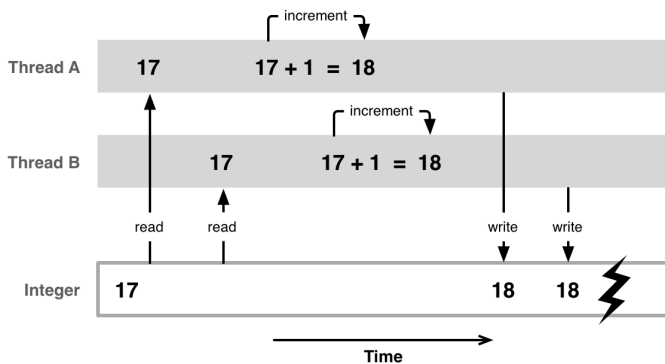 increment
Thread A 17 17 + 1 = 18
increment
Thread B 17 17 + 1 = 18
read read write write
Integer 17 18 18
Time